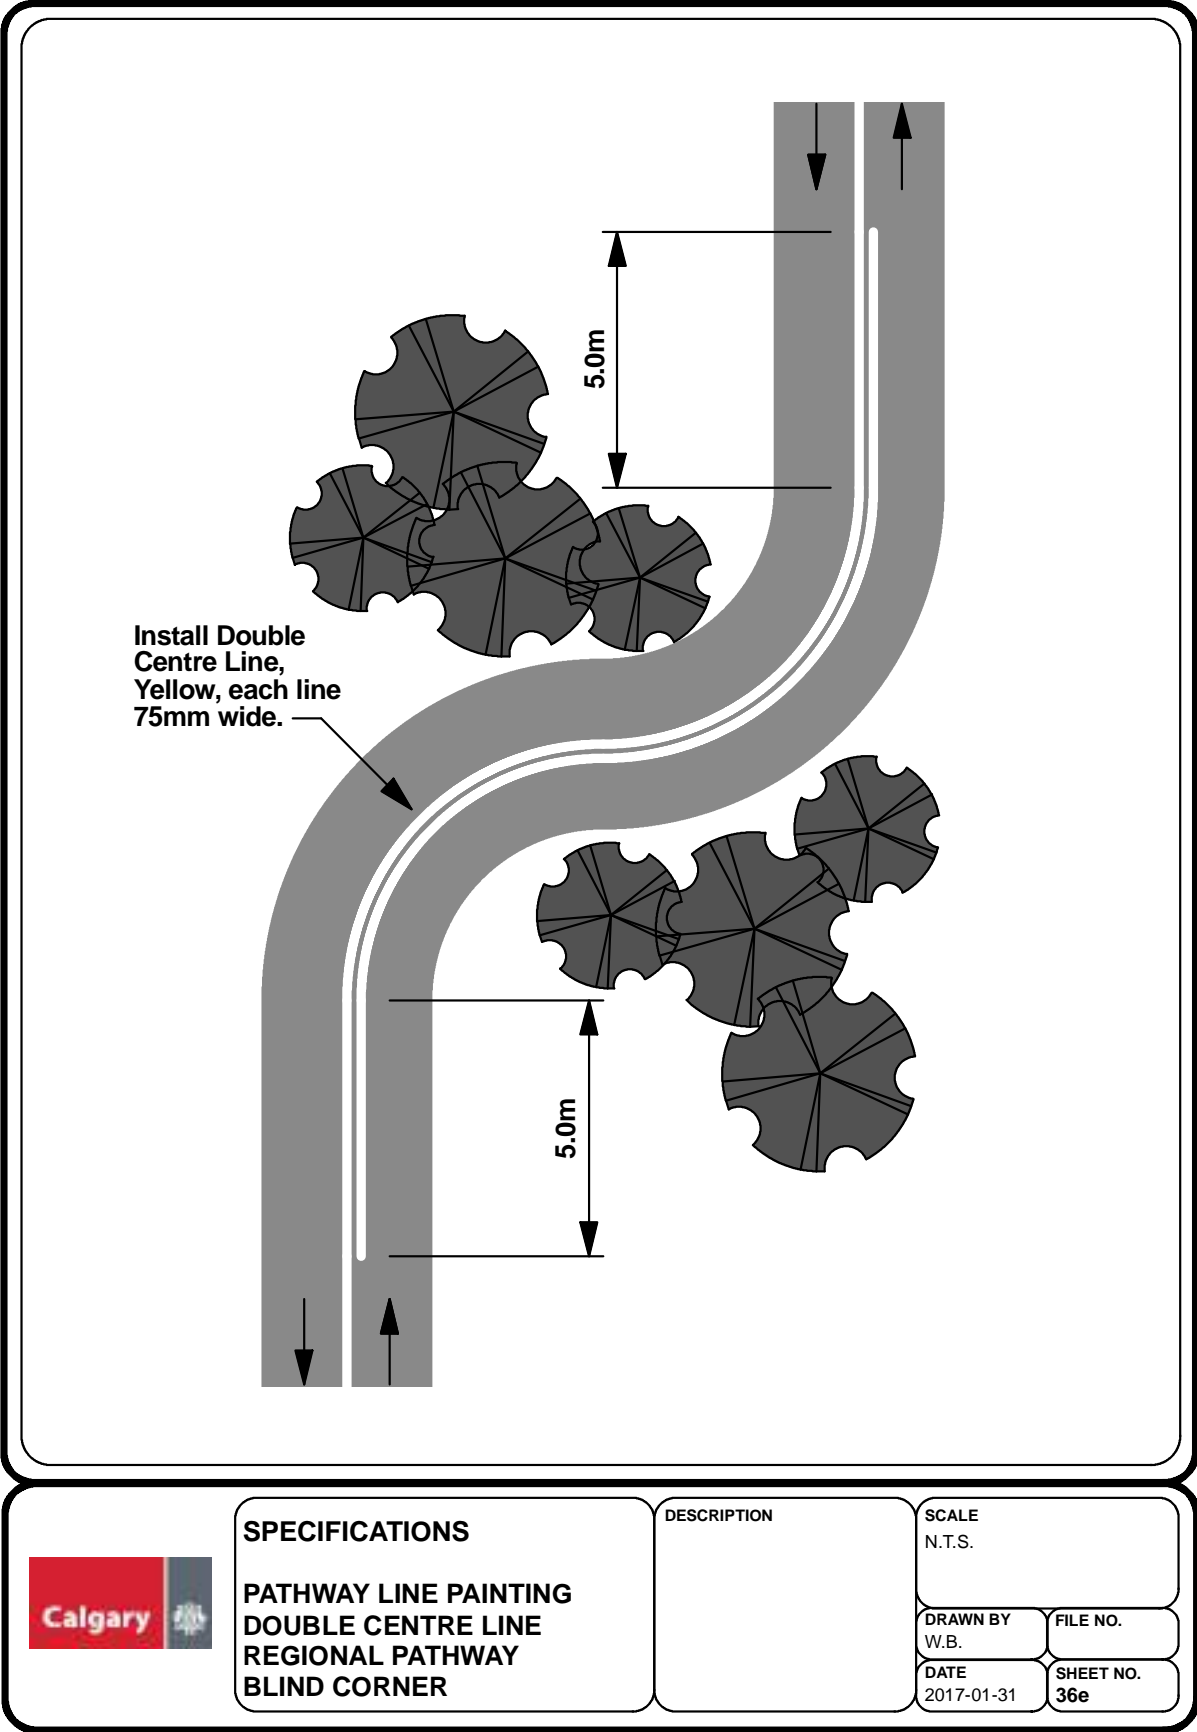 5.0m
Install Double
Centre Line,
Yellow, each line
75mm wide.
5.0m
Calgary
SPECIFICATIONS
PATHWAY LINE PAINTING
DOUBLE CENTRE LINE
REGIONAL PATHWAY
BLIND CORNER
DESCRIPTION
SCALE
N.T.S.
DRAWN BY
W.B.
FILE NO.
DATE
2017-01-31
SHEET NO.
36e